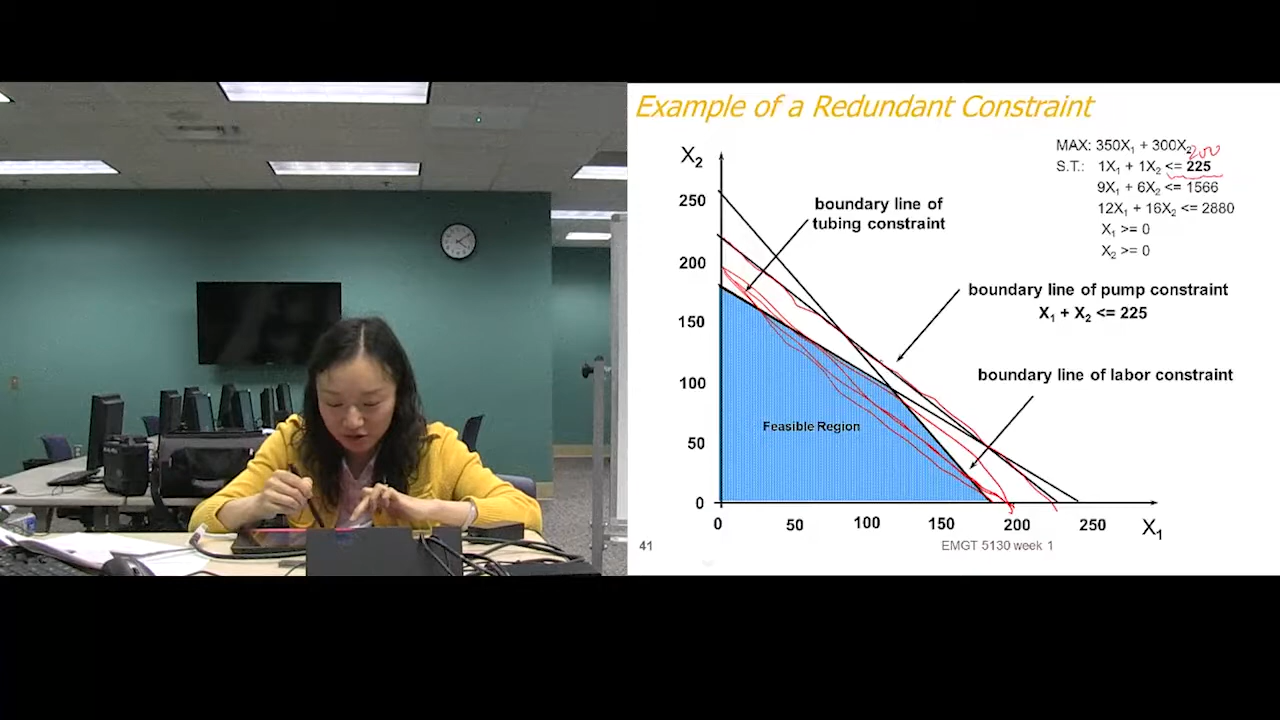 Example of a Redundant Constraint
MAX: 350X₁ + 300X₂
200
S.T.: 1X₁ + 1X₂ <= 225
9X₁ + 6X₂ <= 1566
12X₁ + 16X₂ <= 2880
X₁ >= 0
X₂ >= 0
X₂
250
200
150
100
50
0
boundary line of
tubing constraint
boundary line of pump constraint
X₁ + X₂ <= 225
boundary line of labor constraint
Feasible Region
0 50 100 150 200 250 X₁
41 EMGT 5130 week 1